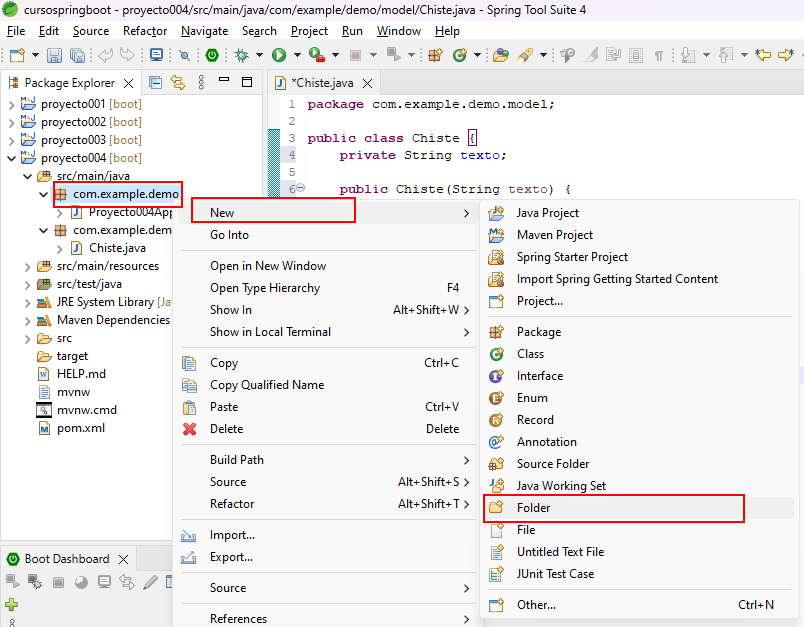 cursospringboot - proyecto004/src/main/java/com/example/demo/model/Chiste.java - Spring Tool Suite 4
File Edit Source Refactor Navigate Search Project Run Window Help
Package Explorer
proyecto001 [boot]
proyecto002 [boot]
proyecto003 [boot]
proyecto004 [boot]
src/main/java
com.example.demo
Proyecto004App
com.example.dem
Chiste.java
src/main/resources
src/test/java
JRE System Library [Jav
Maven Dependencies
src
target
HELP.md
mvnw
mvnw.cmd
pom.xml
Boot Dashboard
*Chiste.java
1 package com.example.demo.model;
2
3 public class Chiste {
4 private String texto;
5
6 public Chiste(String texto) {
New
Go Into
Open in New Window
Open Type Hierarchy F4
Show In Alt+Shift+W
Show in Local Terminal
Copy Ctrl+C
Copy Qualified Name
Paste Ctrl+V
Delete Delete
Build Path
Source Alt+Shift+S
Refactor Alt+Shift+T
Import...
Export...
Source
References
Java Project
Maven Project
Spring Starter Project
Import Spring Getting Started Content
Project...
Package
Class
Interface
Enum
Record
Annotation
Source Folder
Java Working Set
Folder
File
Untitled Text File
JUnit Test Case
Other... Ctrl+N